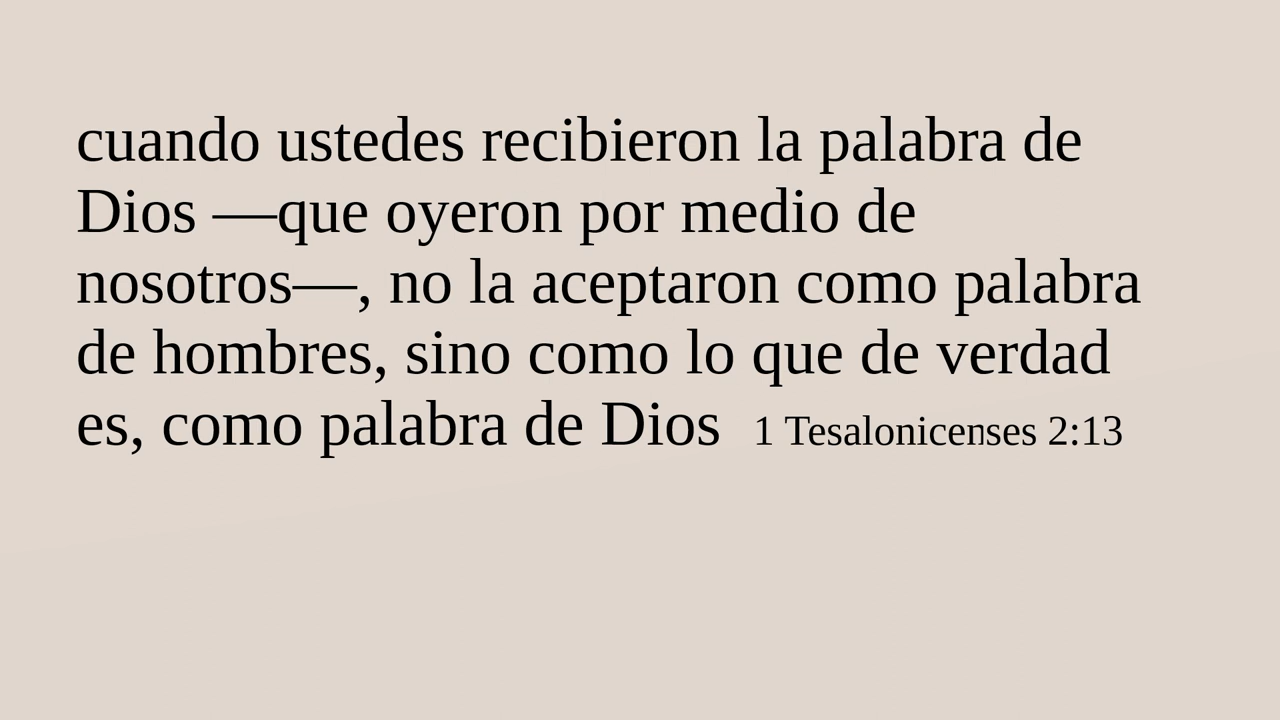 cuando ustedes recibieron la palabra de
Dios —que oyeron por medio de
nosotros—, no la aceptaron como palabra
de hombres, sino como lo que de verdad
es, como palabra de Dios 1 Tesalonicenses 2:13